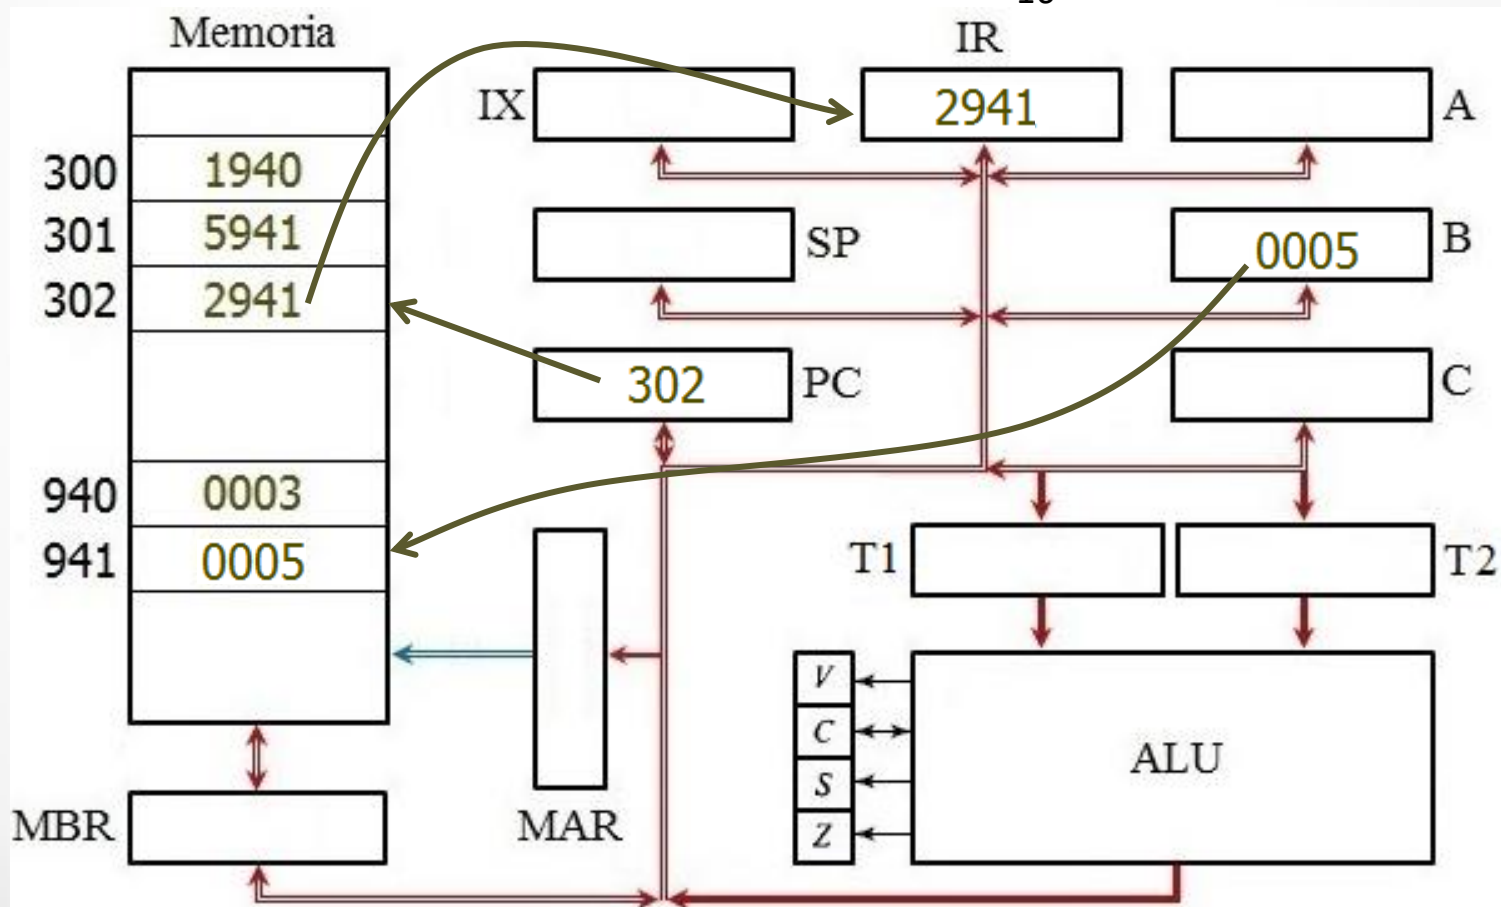 Memoria
IR
IX
2941
A
300 1940
301 5941
SP
0005
B
302 2941
302
PC
C
940 0003
941 0005
T1
T2
V
C
ALU
S
MBR
MAR
Z